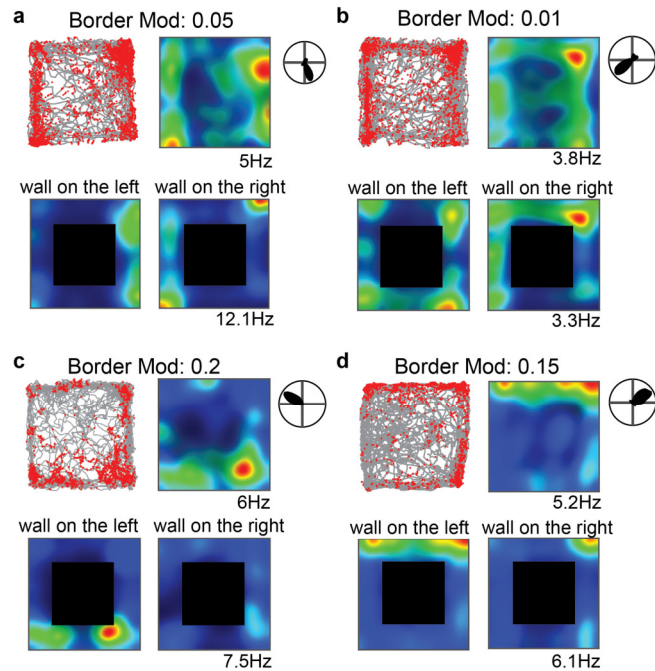 a
Border Mod: 0.05
5Hz
wall on the left wall on the right
12.1Hz
b
Border Mod: 0.01
3.8Hz
wall on the left wall on the right
3.3Hz
c
Border Mod: 0.2
6Hz
wall on the left wall on the right
7.5Hz
d
Border Mod: 0.15
5.2Hz
wall on the left wall on the right
6.1Hz